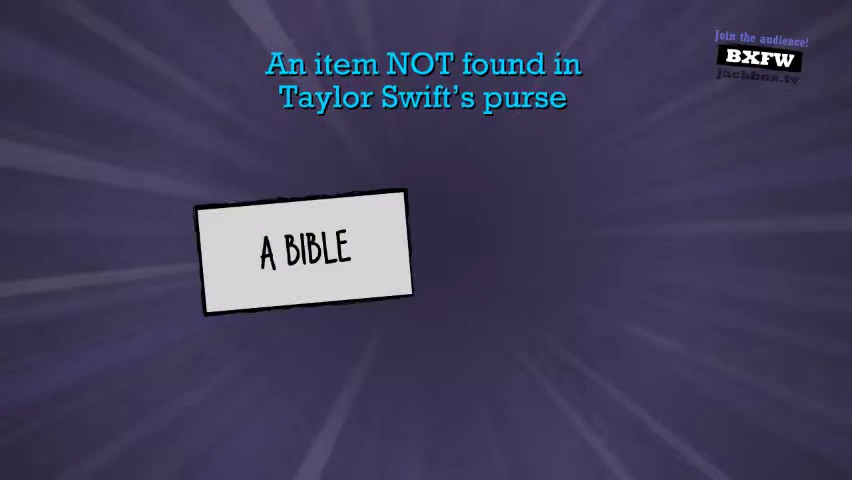 Join the audience!
BXFW
jackbox.tv
An item NOT found in
Taylor Swift's purse
A BIBLE